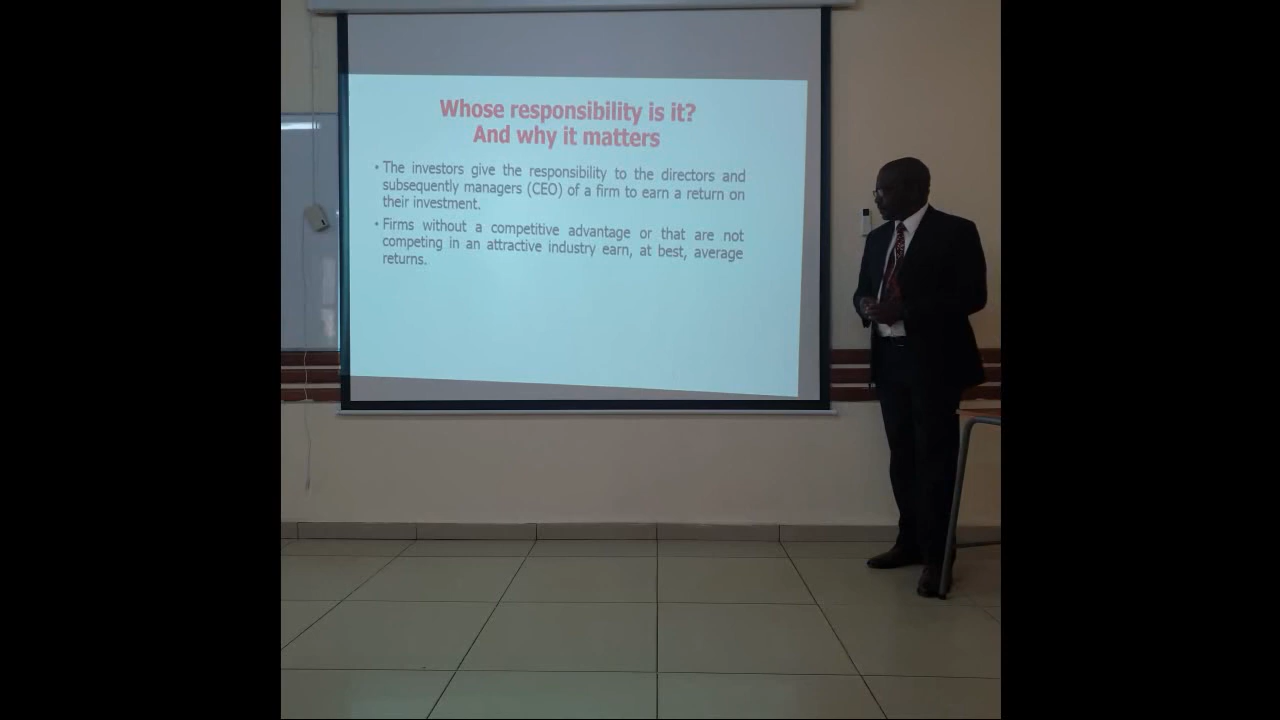 Whose responsibility is it?
And why it matters
• The investors give the responsibility to the directors and
subsequently managers (CEO) of a firm to earn a return on
their investment.
• Firms without a competitive advantage or that are not
competing in an attractive industry earn, at best, average
returns.